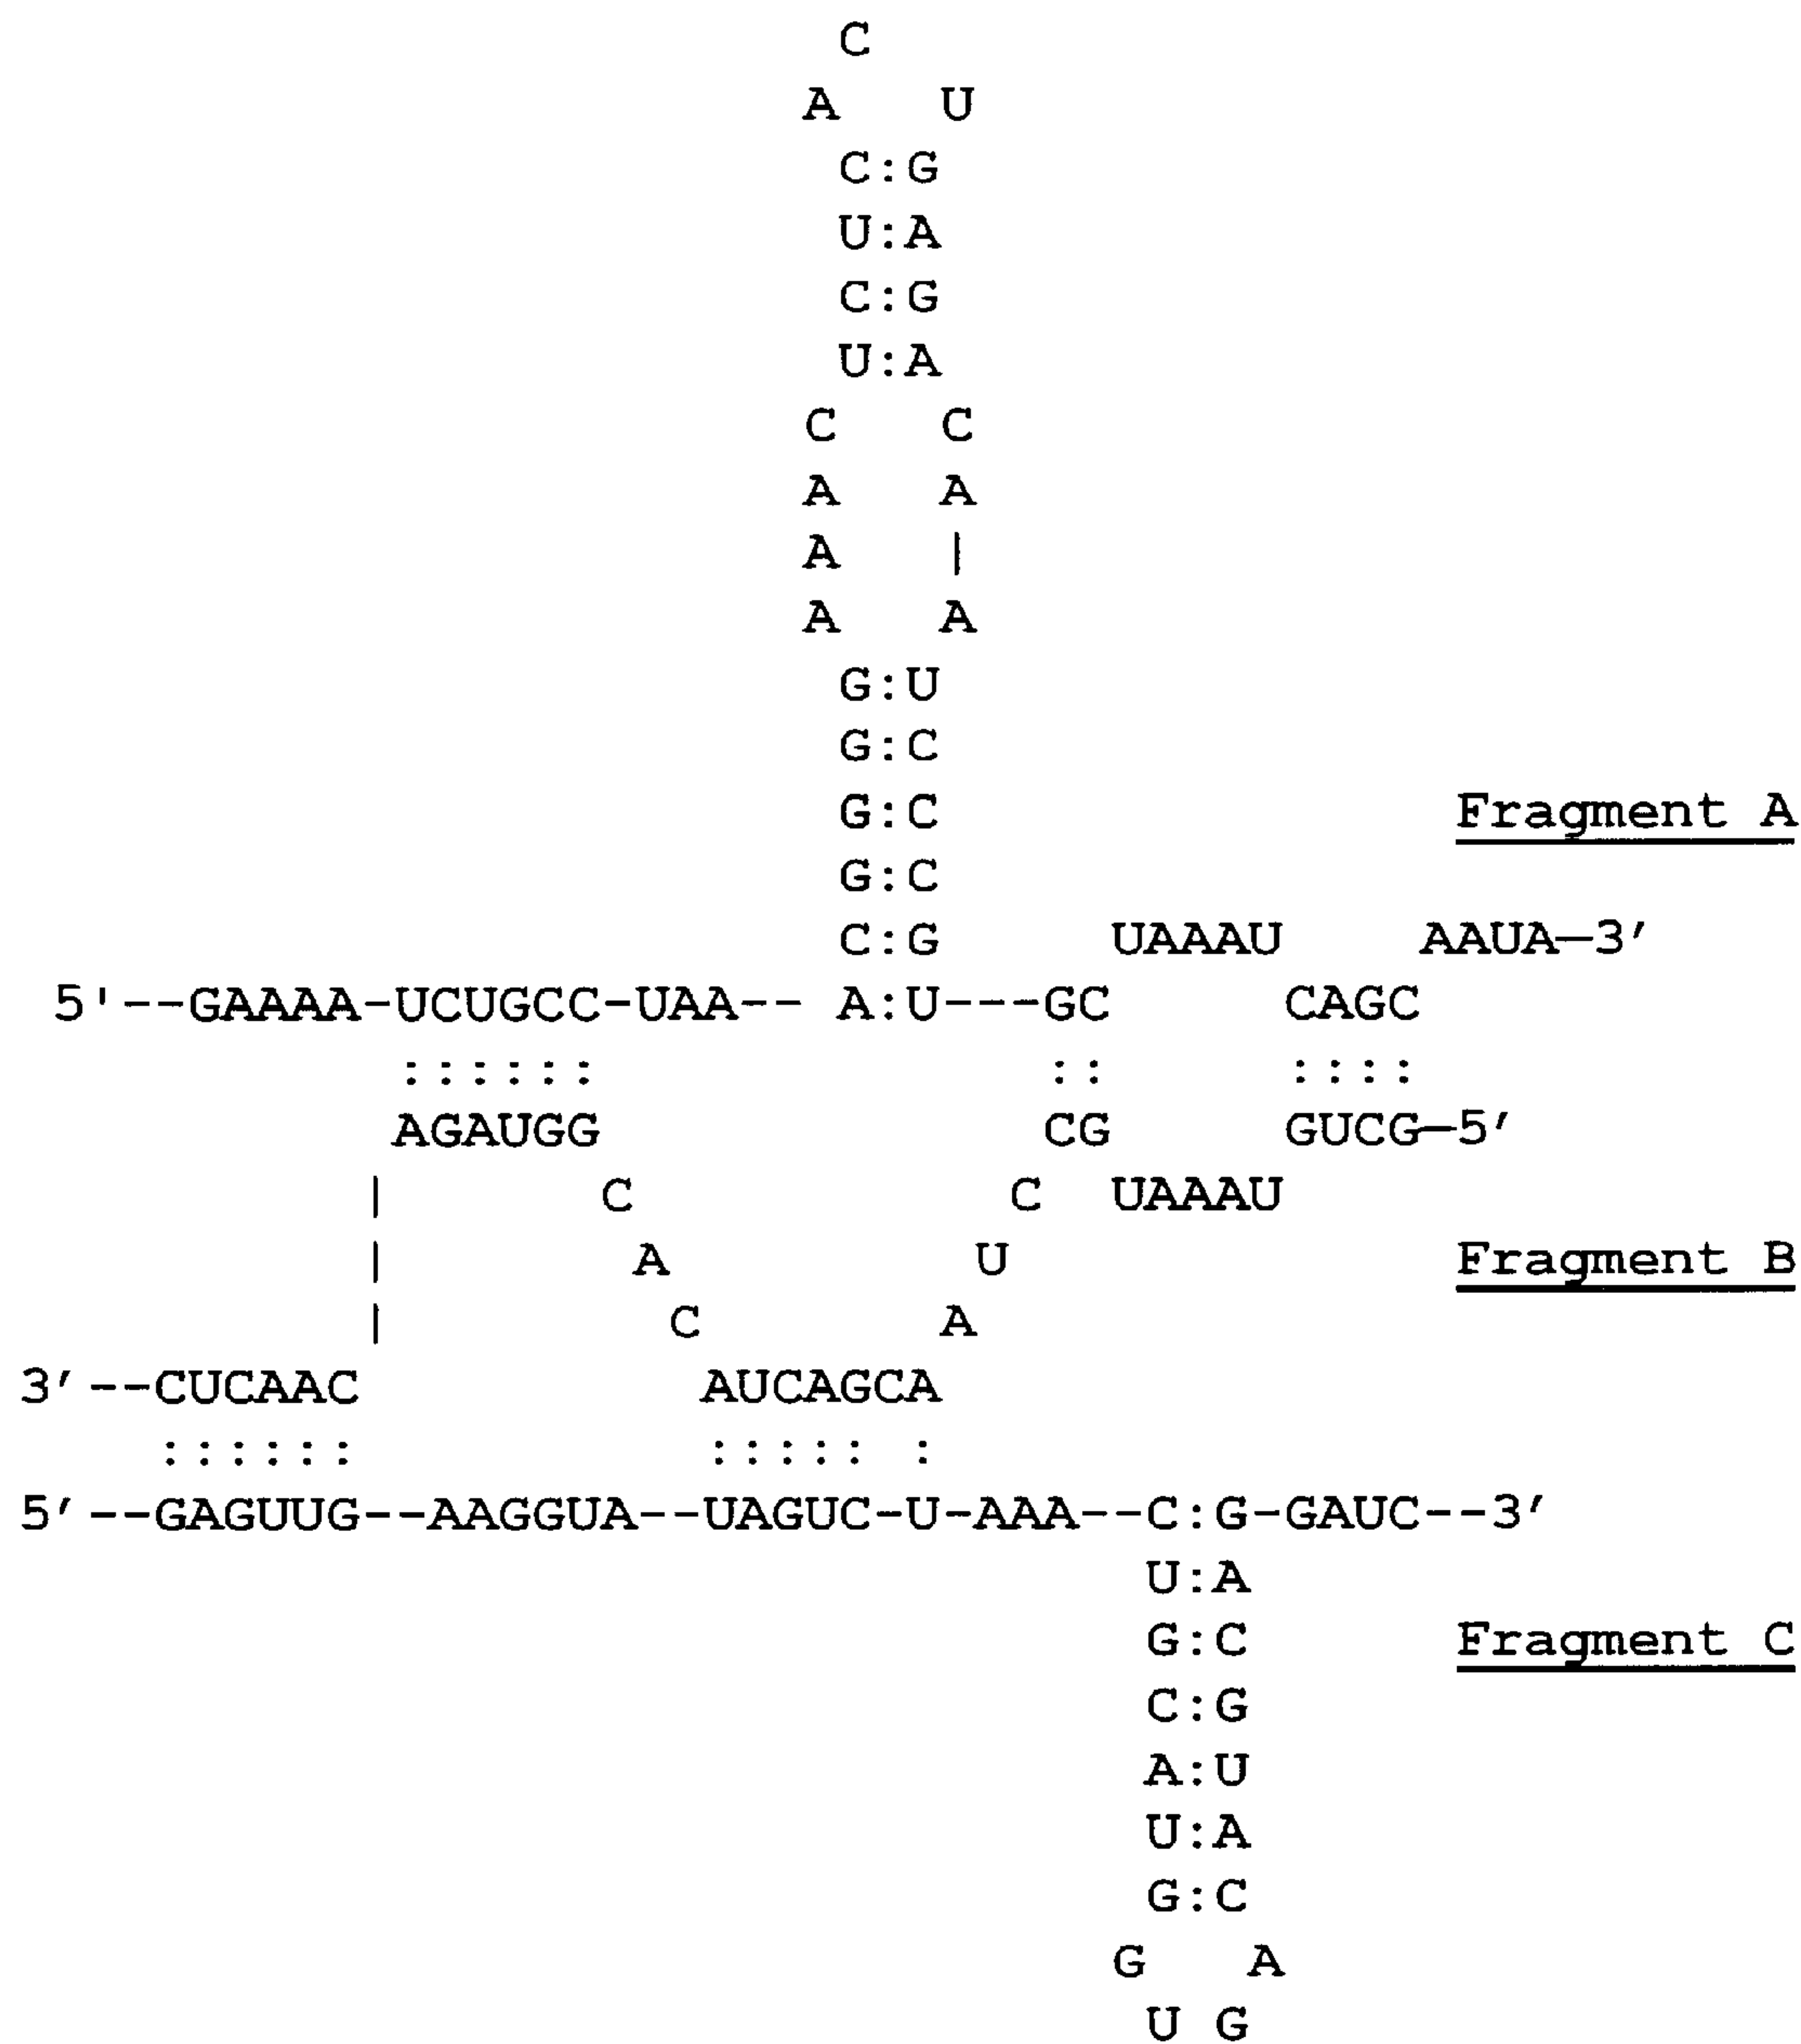 C
A U
C:G
U:A
C:G
U:A
C C
A A
A |
A A
G:U
G:C
G:C
Fragment A
G:C
C:G UAAAU AAUA—3′
5'--GAAAA-UCUGCC-UAA-- A:U---GC CAGC
:::::: :: ::::
AGAUGG CG GUCG—5′
| C C UAAAU
| A U Fragment B
| C A
3′--CUCAAC AUCAGCA
:::::: ::::: :
5′--GAGUUG--AAGGUA--UAGUC-U-AAA--C:G-GAUC--3′
U:A
G:C Fragment C
C:G
A:U
U:A
G:C
G A
U G